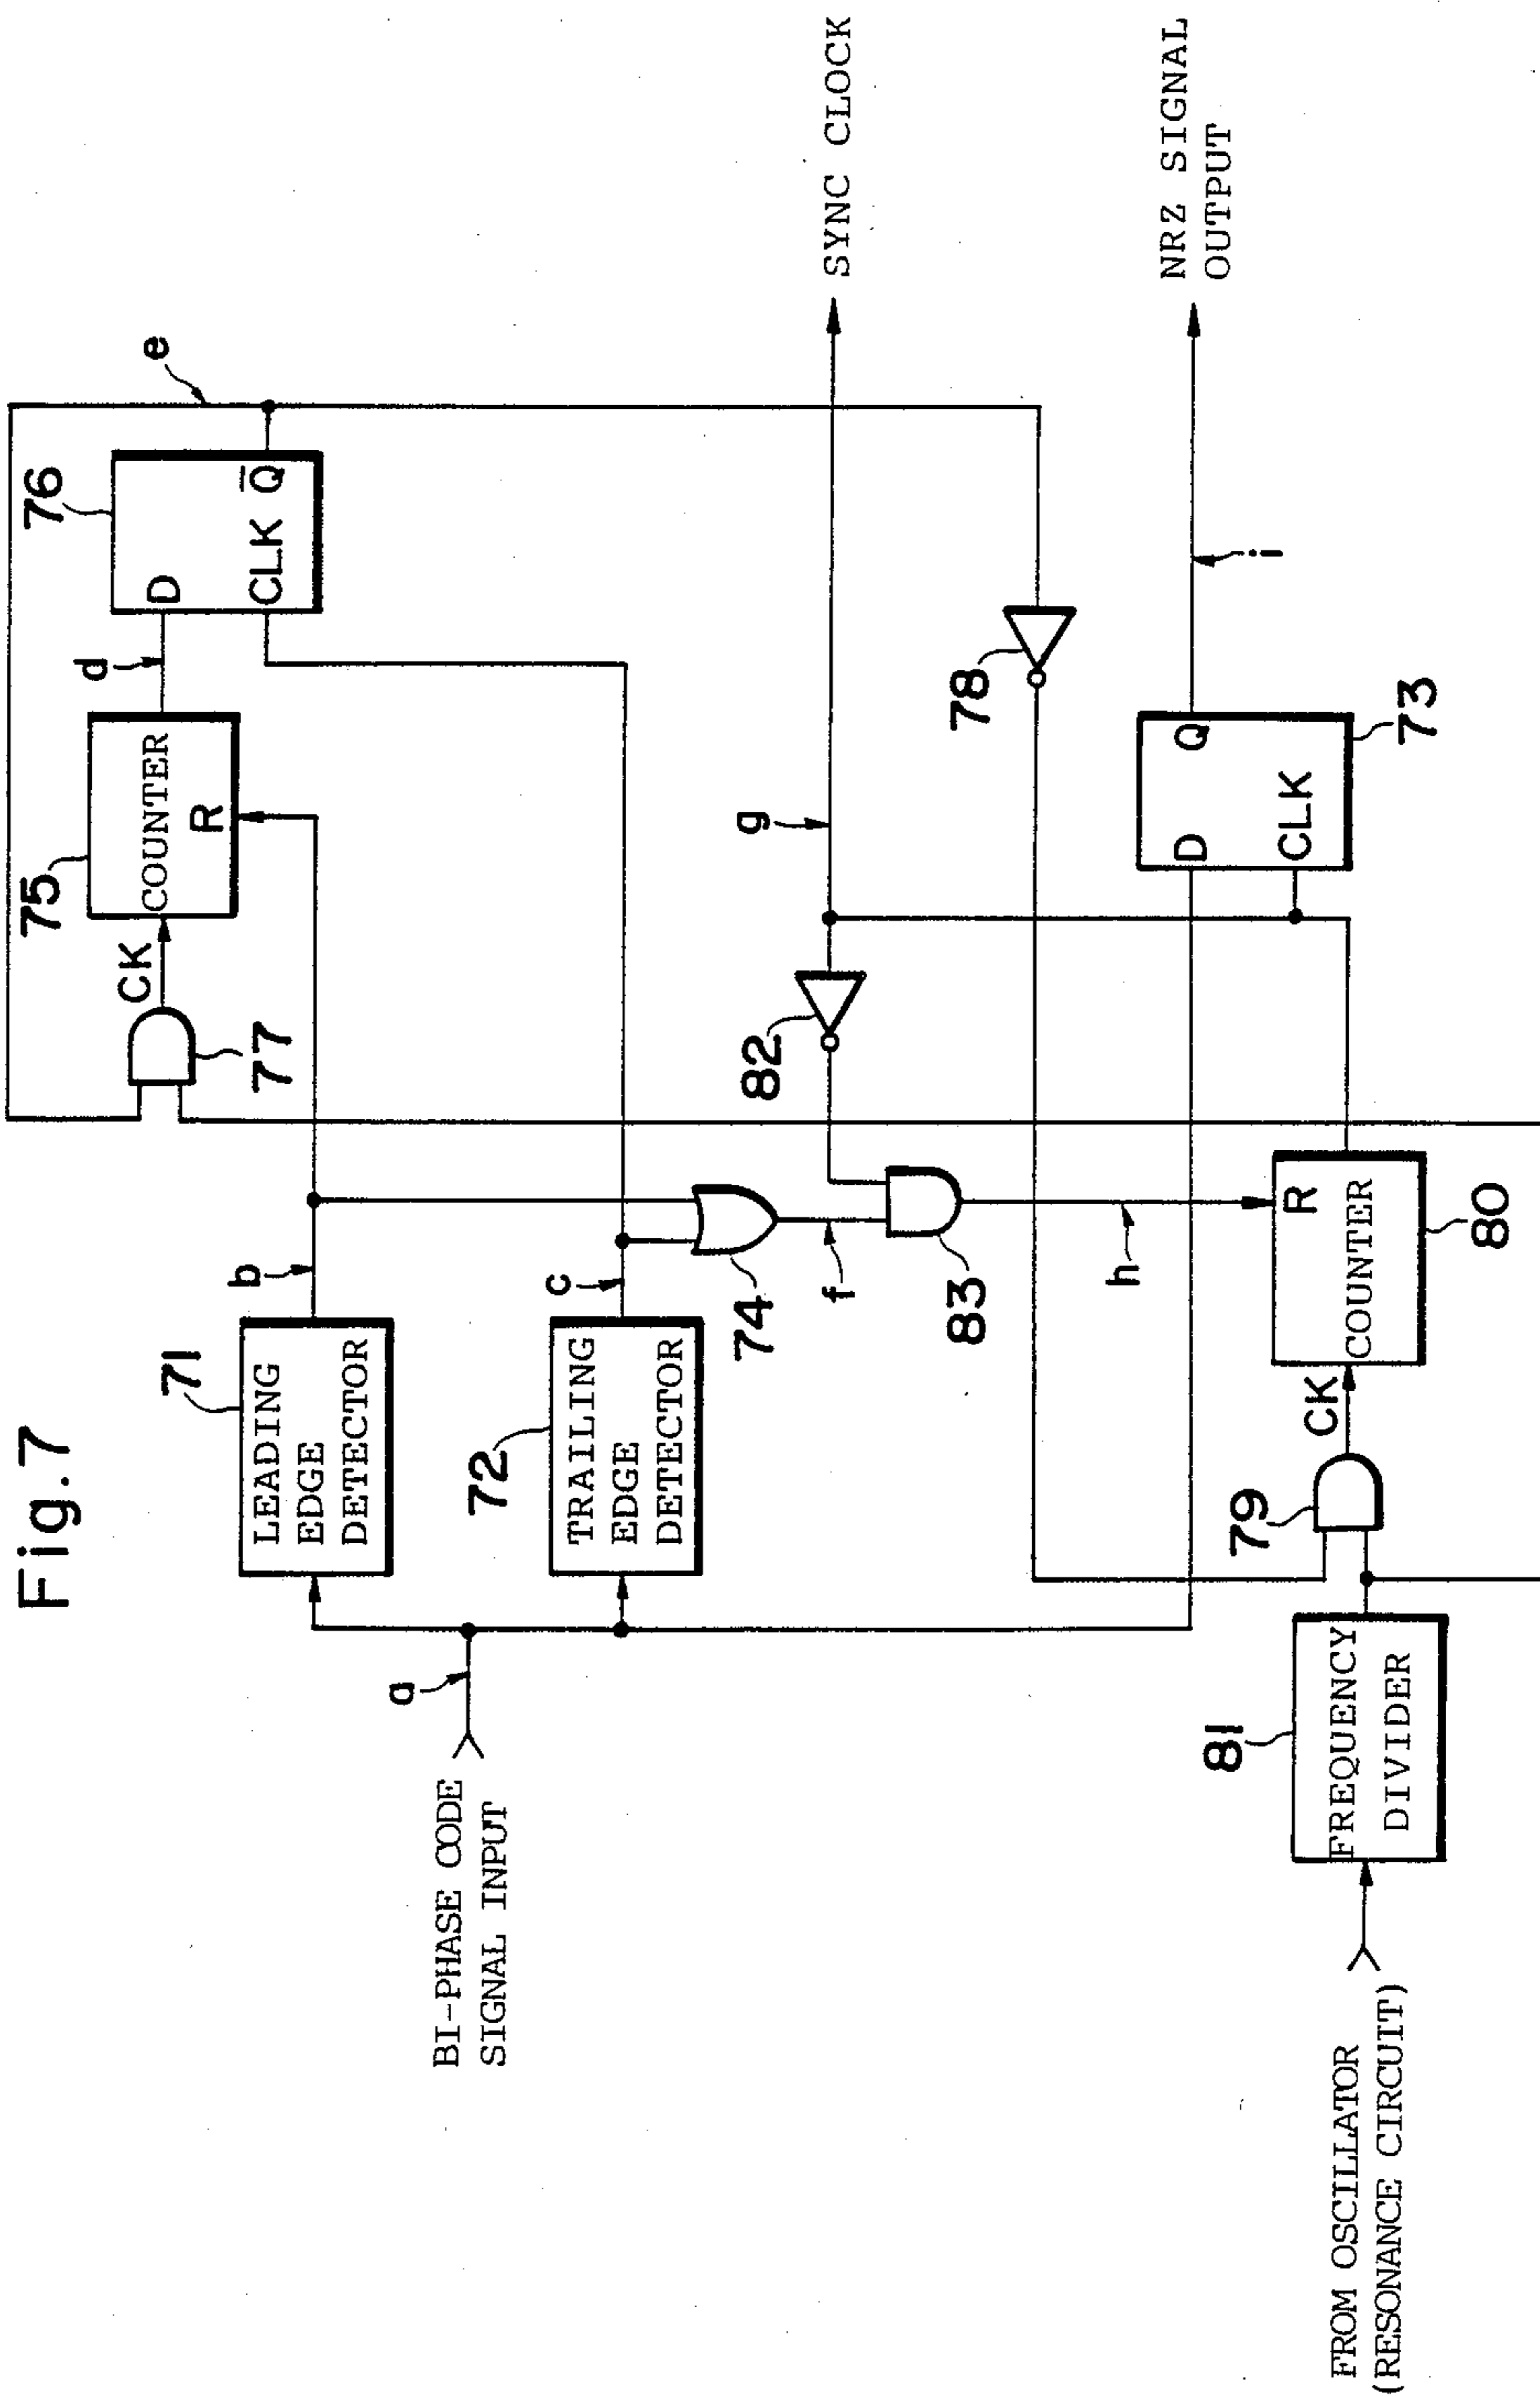 Fig.7
BI-PHASE CODE
SIGNAL INPUT
a
71
LEADING
EDGE
DETECTOR
b
72
TRAILING
EDGE
DETECTOR
c
74
f
83
h
77
CK
75
COUNTER
R
d
76
D
CLK
Q̅
e
82
g
SYNC CLOCK
78
FROM OSCILLATOR
(RESONANCE CIRCUIT)
81
FREQUENCY
DIVIDER
79
CK
R
COUNTER
80
D
Q
CLK
73
i
NRZ SIGNAL
OUTPUT